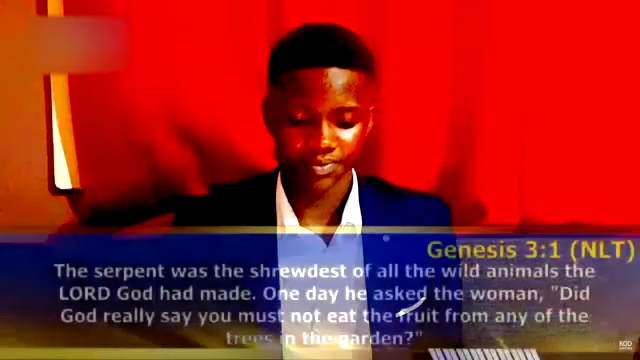 Genesis 3:1 (NLT)
The serpent was the shrewdest of all the wild animals the
LORD God had made. One day he asked the woman, "Did
God really say you must not eat the fruit from any of the
trees in the garden?"
KOD